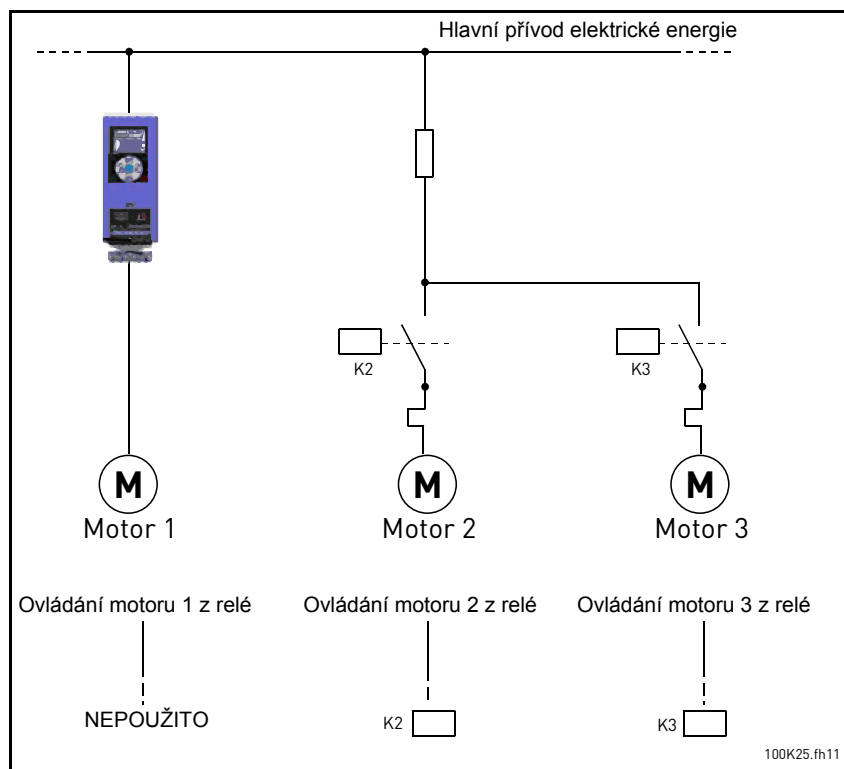 Hlavní přívod elektrické energie
K2
K3
M
M
M
Motor 1
Motor 2
Motor 3
Ovládání motoru 1 z relé
Ovládání motoru 2 z relé
Ovládání motoru 3 z relé
NEPOUŽITO
K2
K3
100K25.fh11